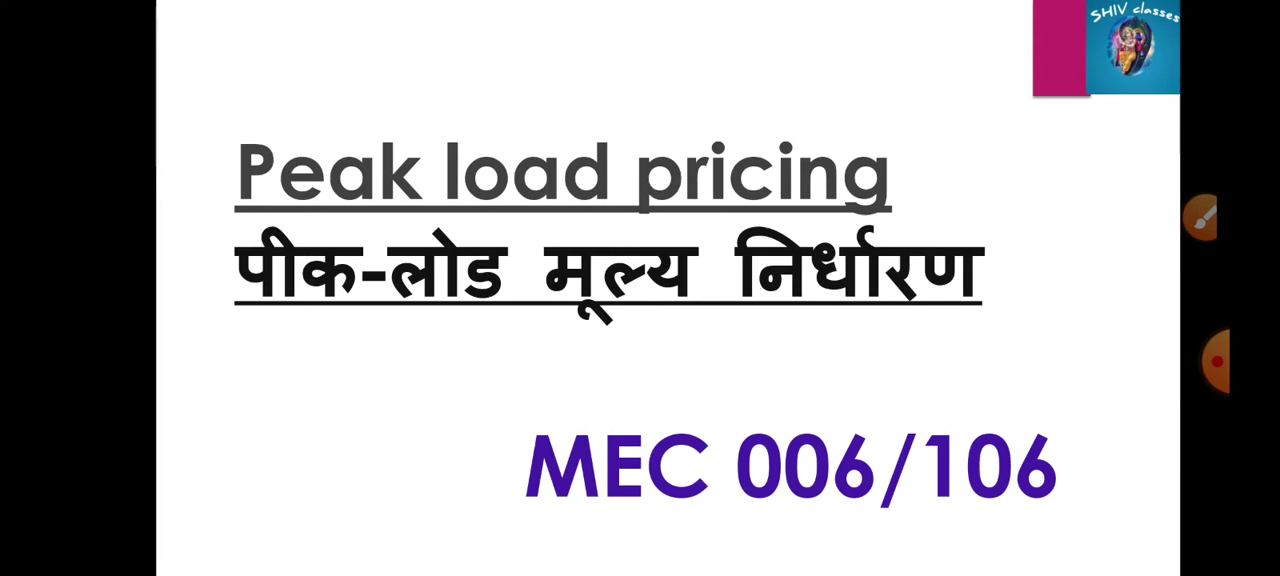 SHIV classes
Peak load pricing
पीक-लोड मूल्य निर्धारण
MEC 006/106